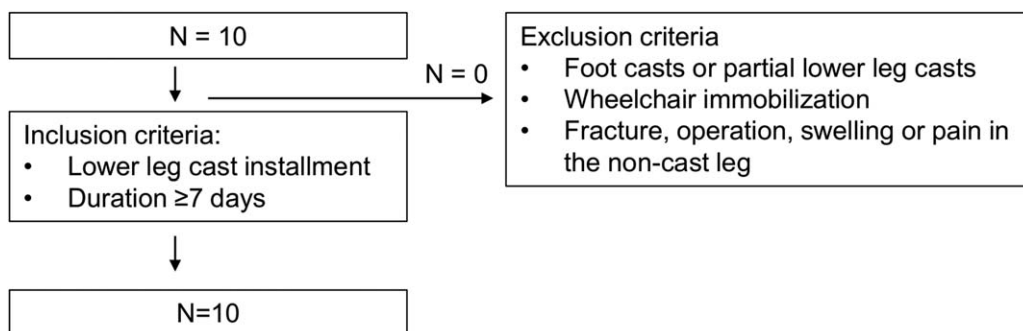 N = 10
N = 0
Inclusion criteria:
• Lower leg cast installment
• Duration ≥7 days
N=10
Exclusion criteria
• Foot casts or partial lower leg casts
• Wheelchair immobilization
• Fracture, operation, swelling or pain in
the non-cast leg